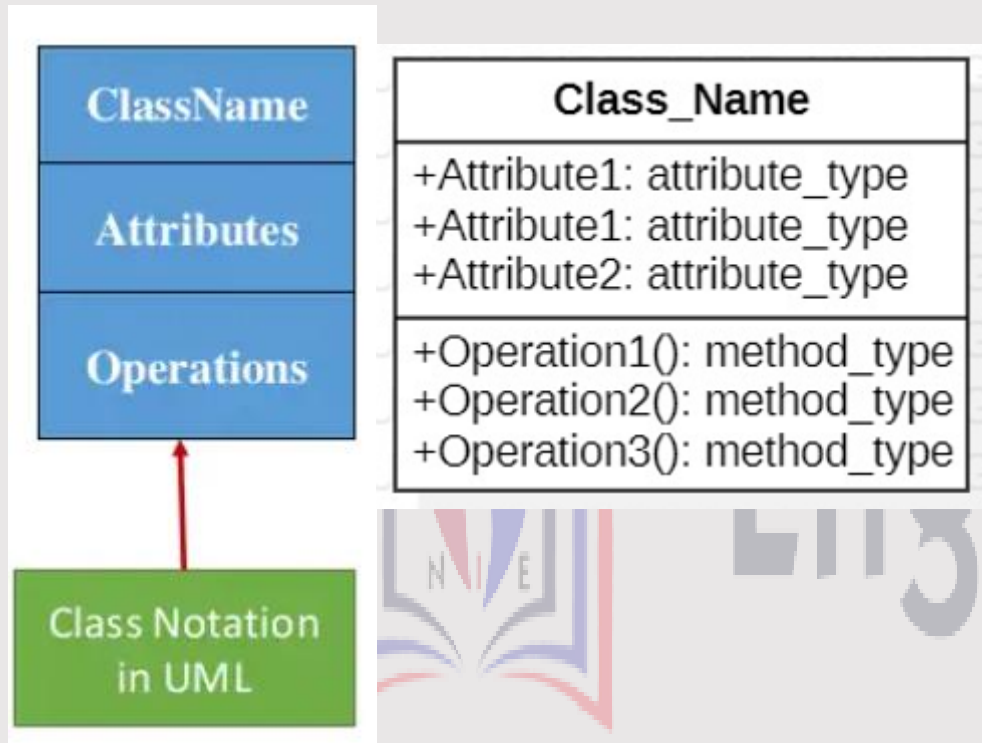 ClassName
Attributes
Operations
Class Notation
in UML
Class_Name
+Attribute1: attribute_type
+Attribute1: attribute_type
+Attribute2: attribute_type
+Operation1(): method_type
+Operation2(): method_type
+Operation3(): method_type
N I E